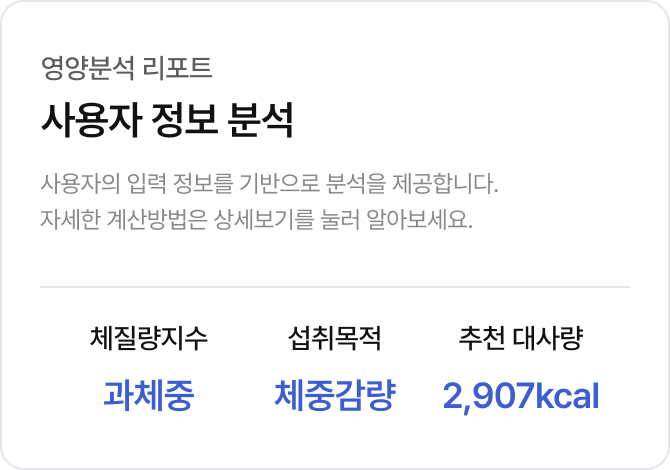 영양분석 리포트
사용자 정보 분석
사용자의 입력 정보를 기반으로 분석을 제공합니다.
자세한 계산방법은 상세보기를 눌러 알아보세요.
체질량지수 섭취목적 추천 대사량
과체중 체중감량 2,907kcal